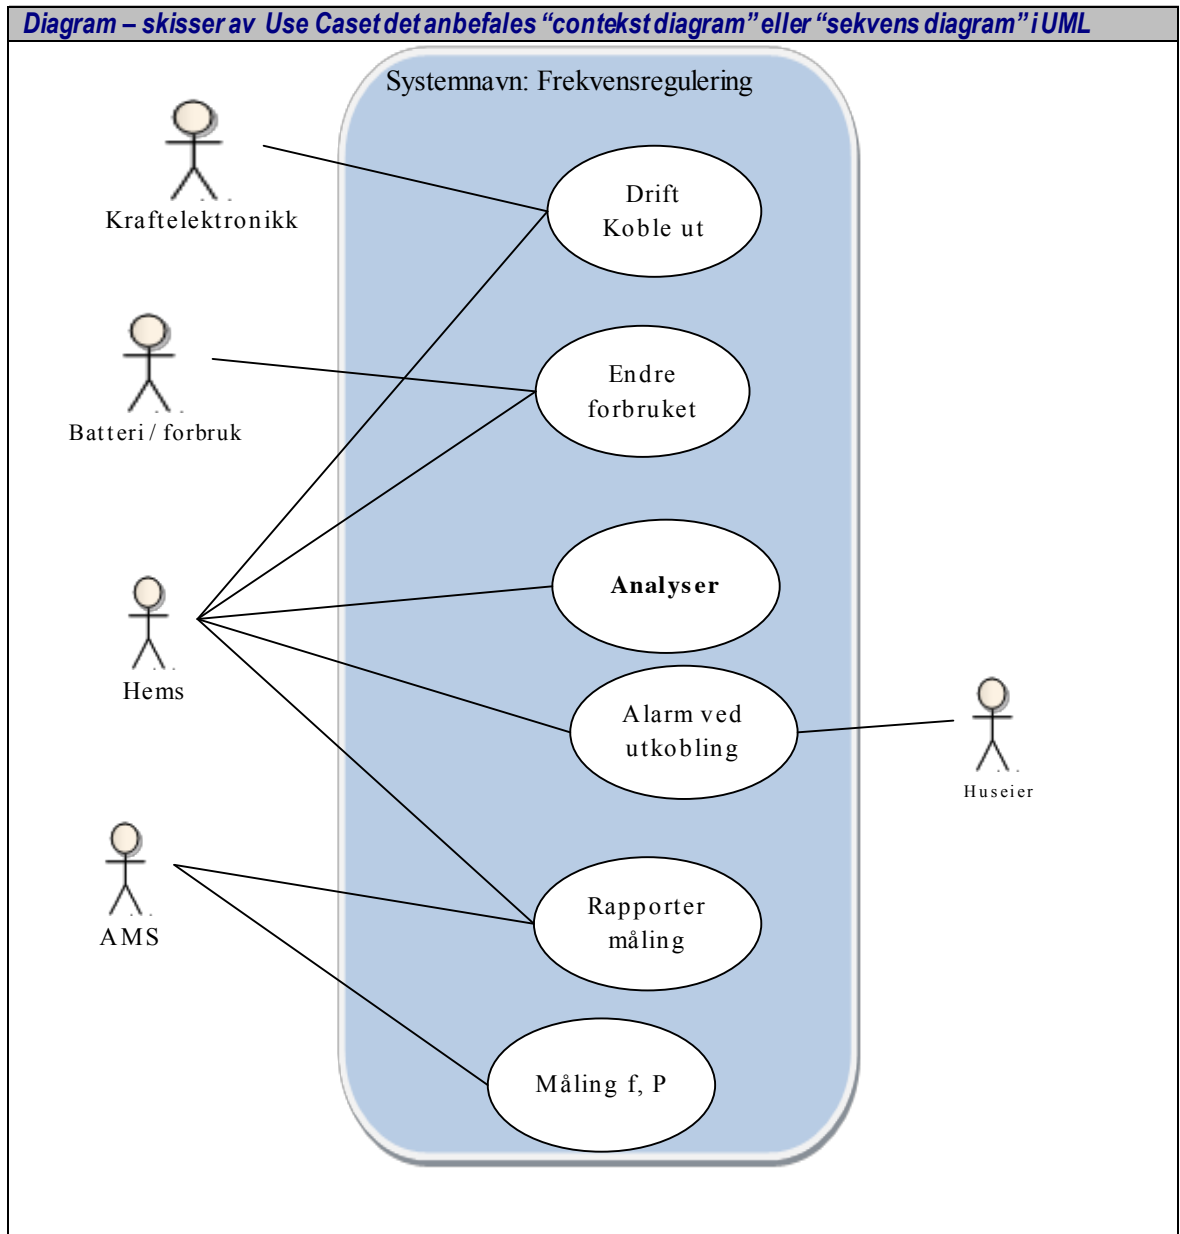 Diagram – skisser av Use Caset det anbefales “contekst diagram” eller “sekvens diagram” i UML
Systemnavn: Frekvensregulering
Kraftelektronikk
Drift
Koble ut
Batteri / forbruk
Endre
forbruket
Hems
Analyser
Alarm ved
utkobling
Huseier
AMS
Rapporter
måling
Måling f, P